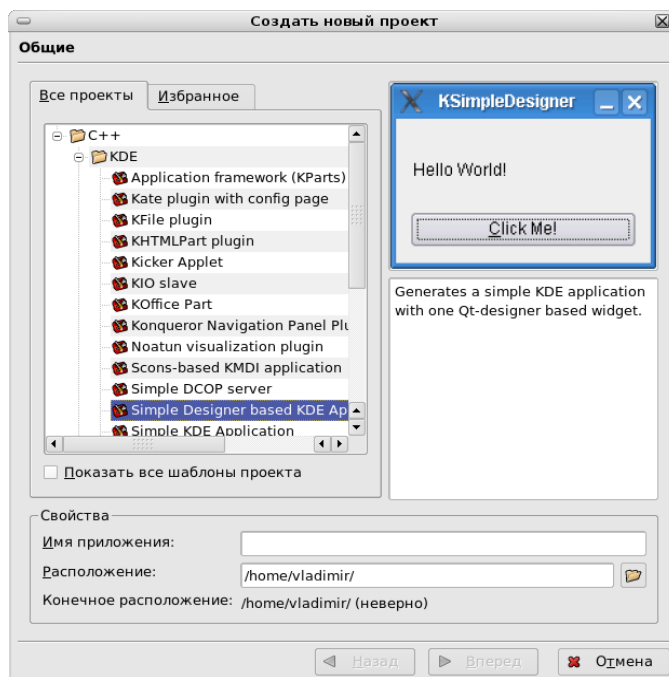 Создать новый проект
Общие
Все проекты
Избранное
C++
KDE
Application framework (KParts)
Kate plugin with config page
KFile plugin
KHTMLPart plugin
Kicker Applet
KIO slave
KOffice Part
Konqueror Navigation Panel Plu
Noatun visualization plugin
Scons-based KMDI application
Simple DCOP server
Simple Designer based KDE Ap
Simple KDE Application
Показать все шаблоны проекта
KSimpleDesigner
Hello World!
Click Me!
Generates a simple KDE application
with one Qt-designer based widget.
Свойства
Имя приложения:
Расположение:
/home/vladimir/
Конечное расположение: /home/vladimir/ (неверно)
Назад
Вперед
Отмена